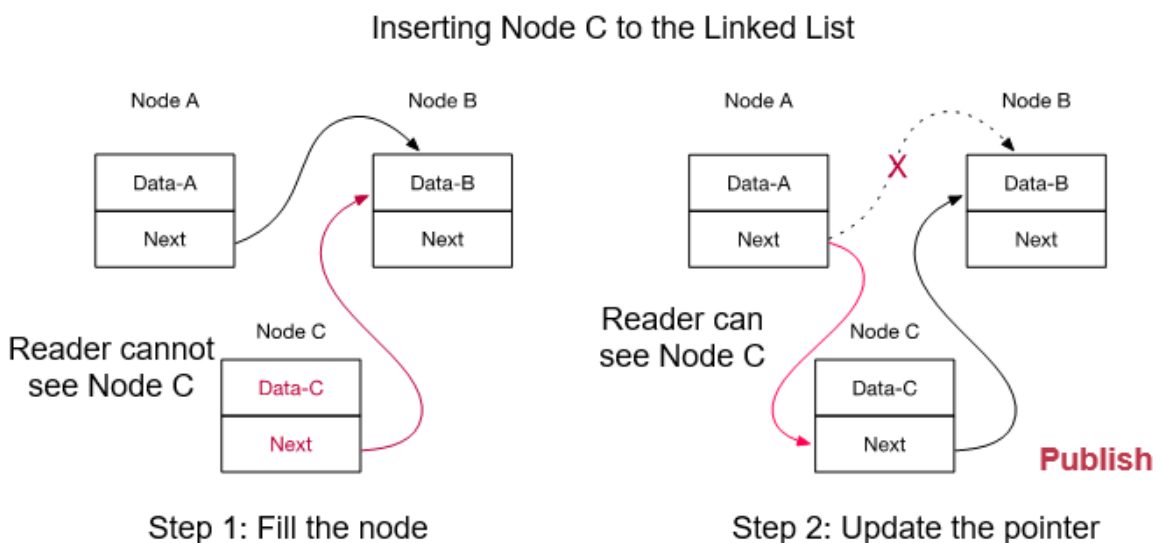 Inserting Node C to the Linked List
Node A
Node B
Data-A
Next
Data-B
Next
Reader cannot
see Node C
Node C
Data-C
Next
Step 1: Fill the node
Node A
Node B
Data-A
Next
X
Data-B
Next
Reader can
see Node C
Node C
Data-C
Next
Publish
Step 2: Update the pointer